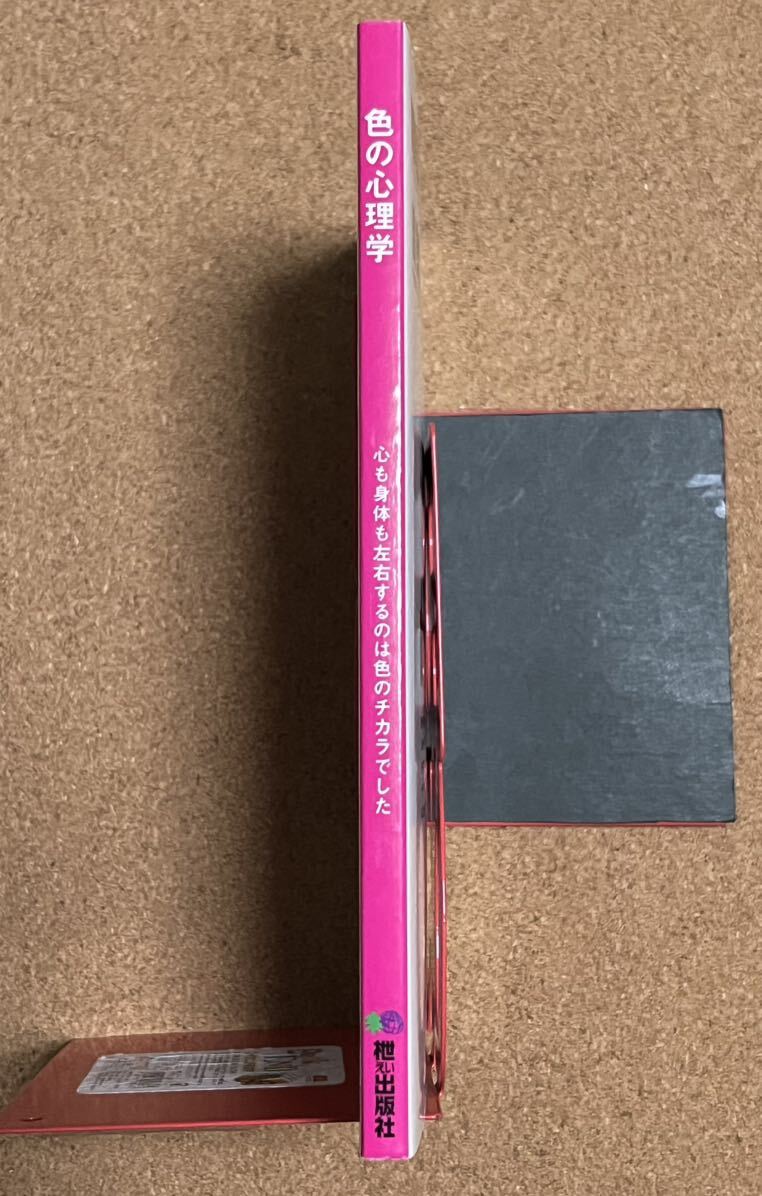 色の心理学
心も身体も左右するのは色のチカラでした
枻出版社
えい